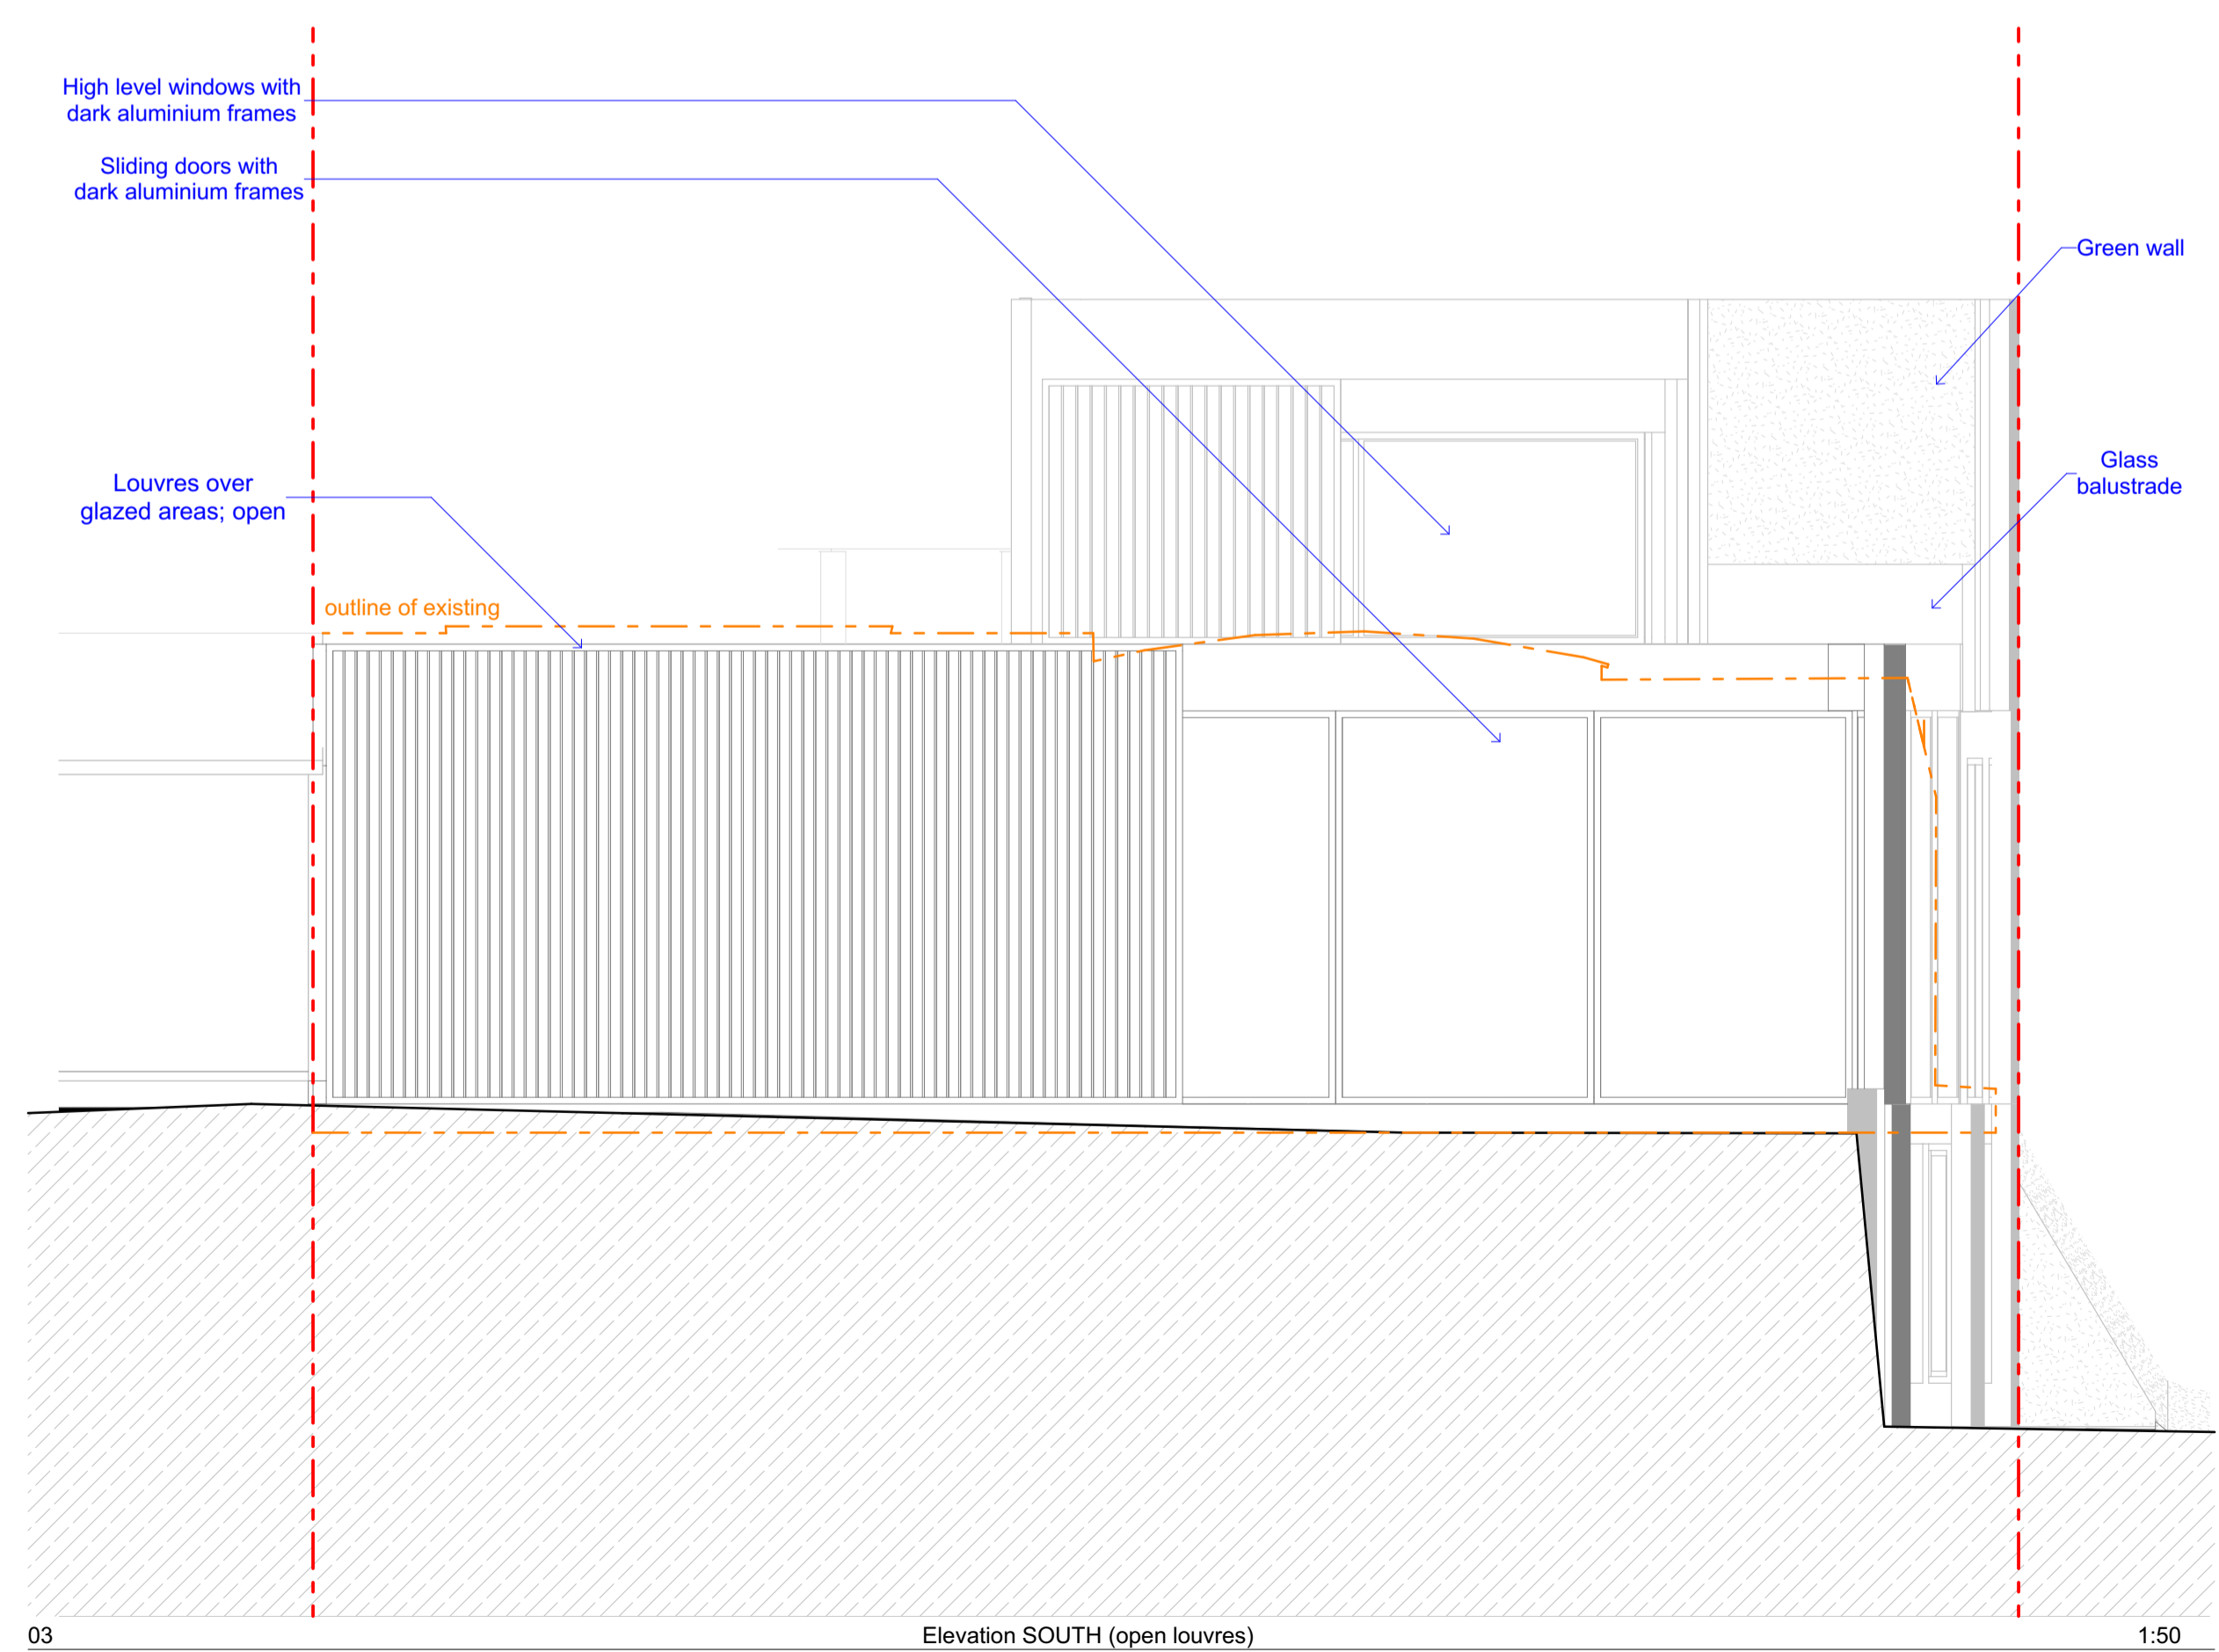 High level windows with
dark aluminium frames
Sliding doors with
dark aluminium frames
Green wall
Glass
balustrade
Louvres over
glazed areas; open
outline of existing
03
Elevation SOUTH (open louvres)
1:50